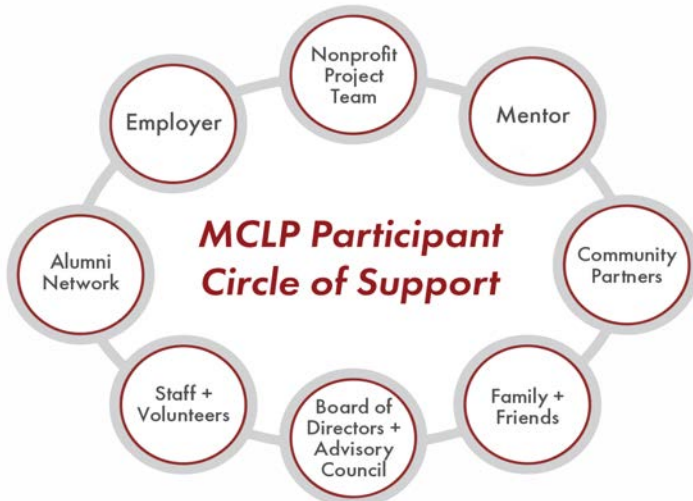 Nonprofit
Project
Team
Employer
Mentor
MCLP Participant
Circle of Support
Alumni
Network
Community
Partners
Staff +
Volunteers
Board of
Directors +
Advisory
Council
Family +
Friends